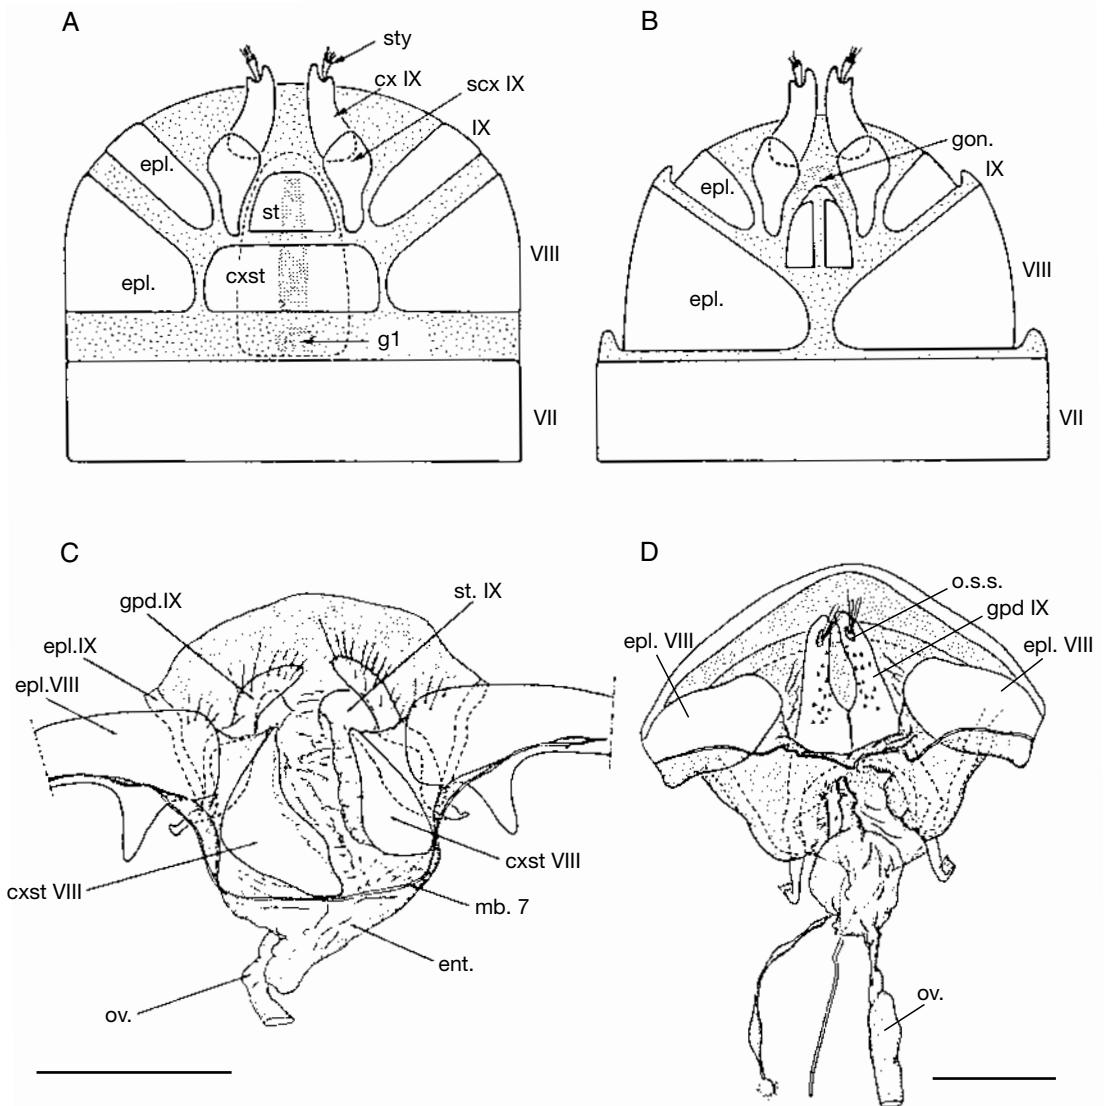 A
sty
cx IX
scx IX
IX
epl.
st
VIII
cxst
epl.
g1
VII
B
gon.
IX
epl.
VIII
epl.
VII
C
gpd.IX
st. IX
epl.IX
epl.VIII
cxst VIII
cxst VIII
mb. 7
ent.
ov.
D
o.s.s.
gpd IX
epl. VIII
epl. VIII
ov.